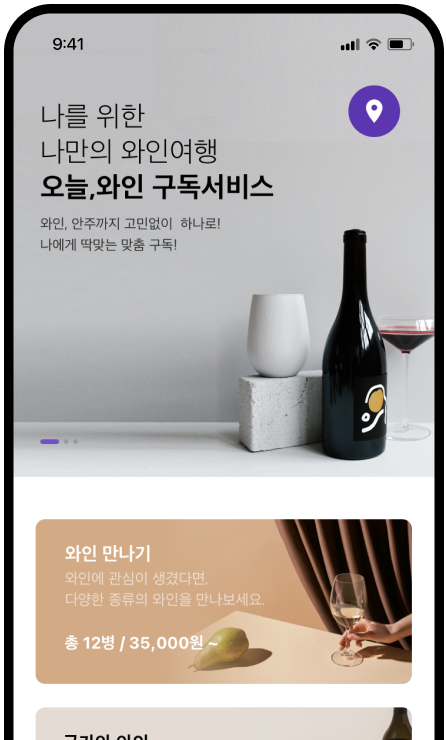 9:41
나를 위한
나만의 와인여행
오늘,와인 구독서비스
와인, 안주까지 고민없이 하나로!
나에게 딱맞는 맞춤 구독!
와인 만나기
와인에 관심이 생겼다면,
다양한 종류의 와인을 만나보세요.
총 12병 / 35,000원 ~